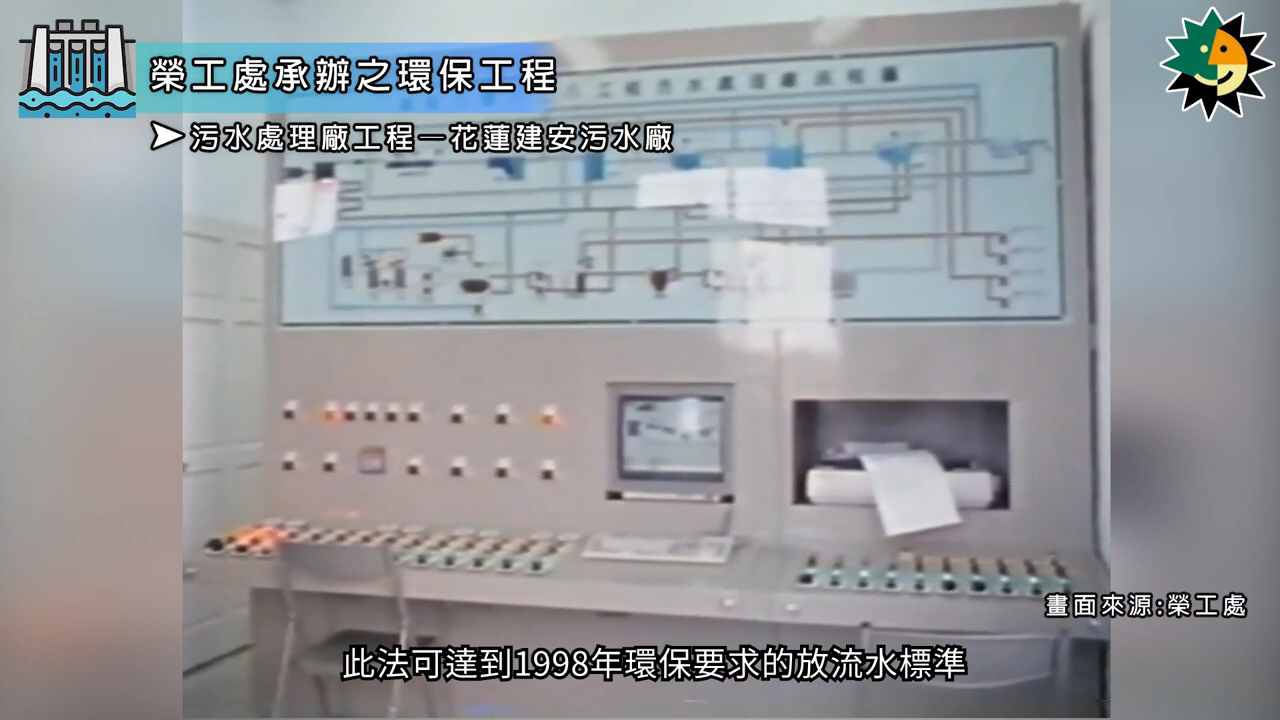 榮工處承辦之環保工程
➤污水處理廠工程—花蓮建安污水廠
畫面來源:榮工處
此法可達到1998年環保要求的放流水標準